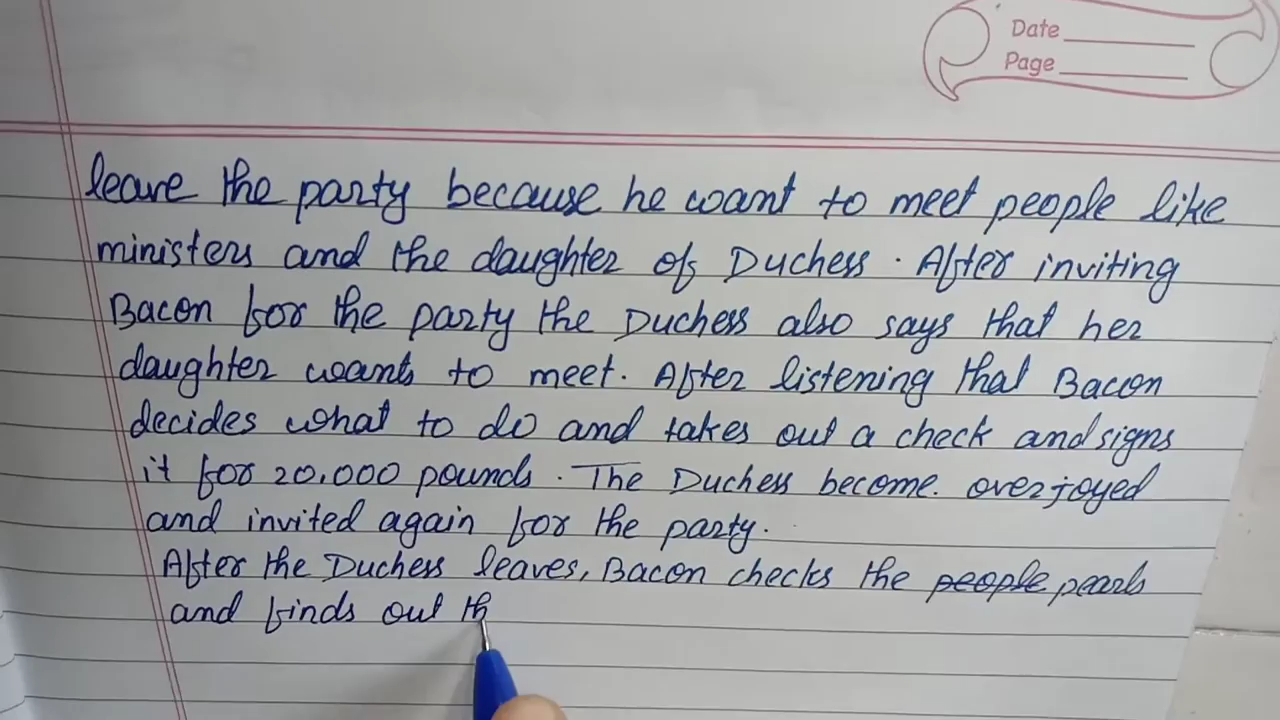 Date
Page
leave the party because he want to meet people like
ministers and the daughter of Duchess. After inviting
Bacon for the party the Duchess also says that her
daughter wants to meet. After listening that Bacon
decides what to do and takes out a check and signs
it for 20,000 pounds. The Duchess become. overjoyed
and invited again for the party.
After the Duchess leaves, Bacon checks the people pearls
and finds out th